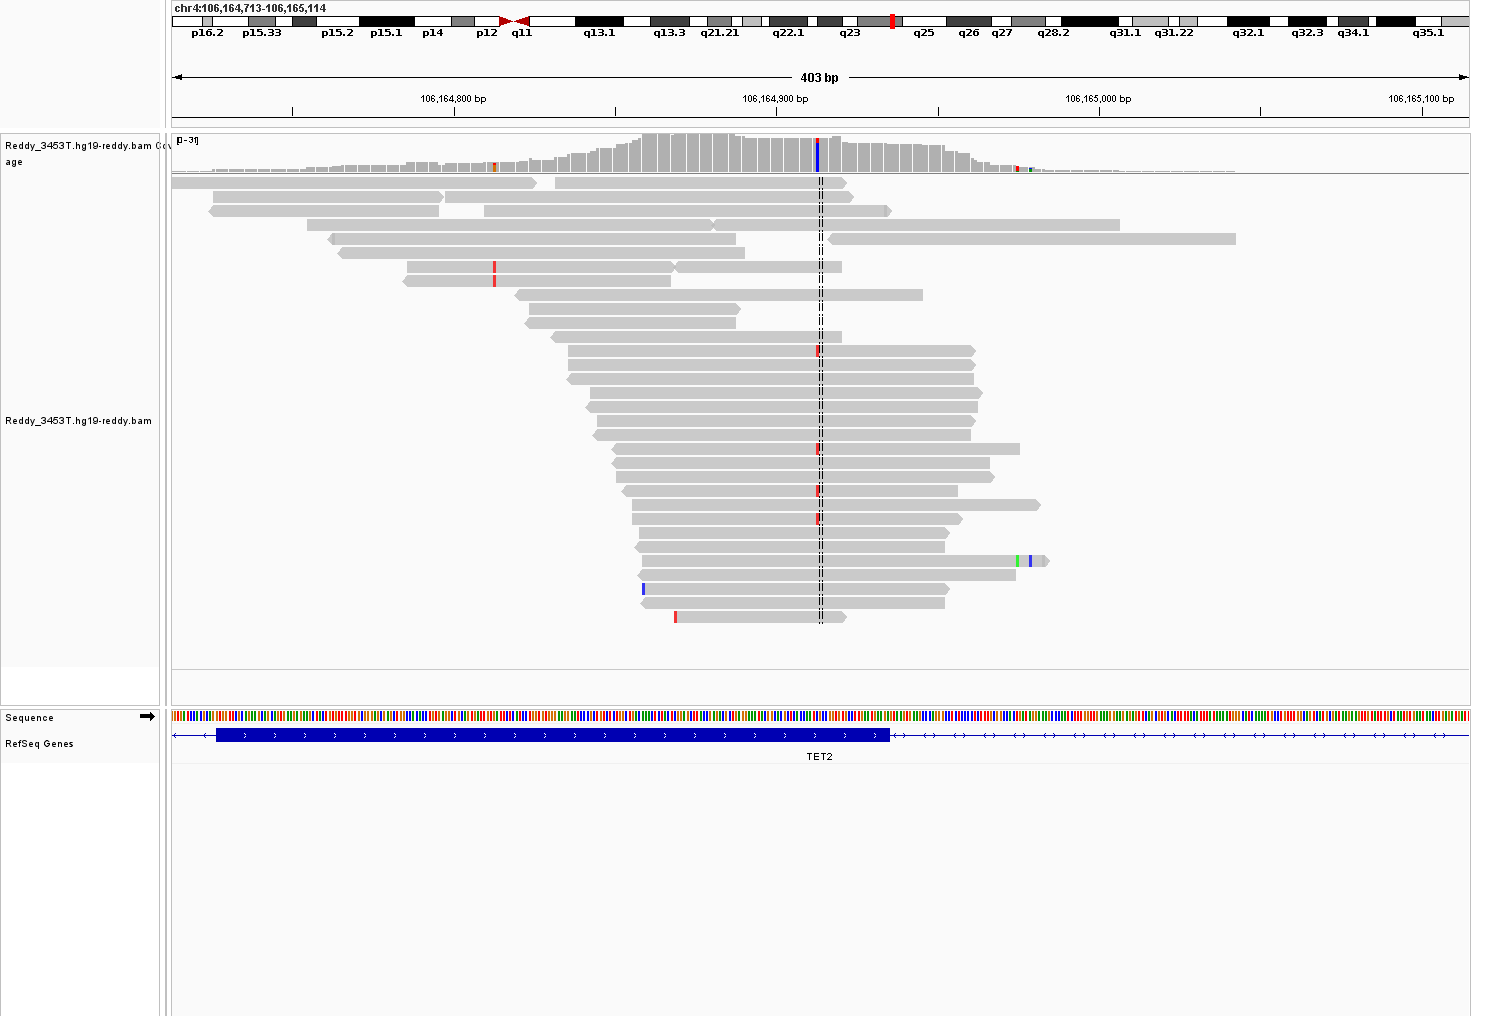 chr4:106,164,713-106,165,114
p16.2 p15.33 p15.2 p15.1 p14 p12 q11 q13.1 q13.3 q21.21 q22.1 q23 q25 q26 q27 q28.2 q31.1 q31.22 q32.1 q32.3 q34.1 q35.1
403 bp
106,164,800 bp 106,164,900 bp 106,165,000 bp 106,165,100 bp
Reddy_3453T.hg19-reddy.bam Cov
age
[0-31]
Reddy_3453T.hg19-reddy.bam
Sequence
RefSeq Genes
TET2